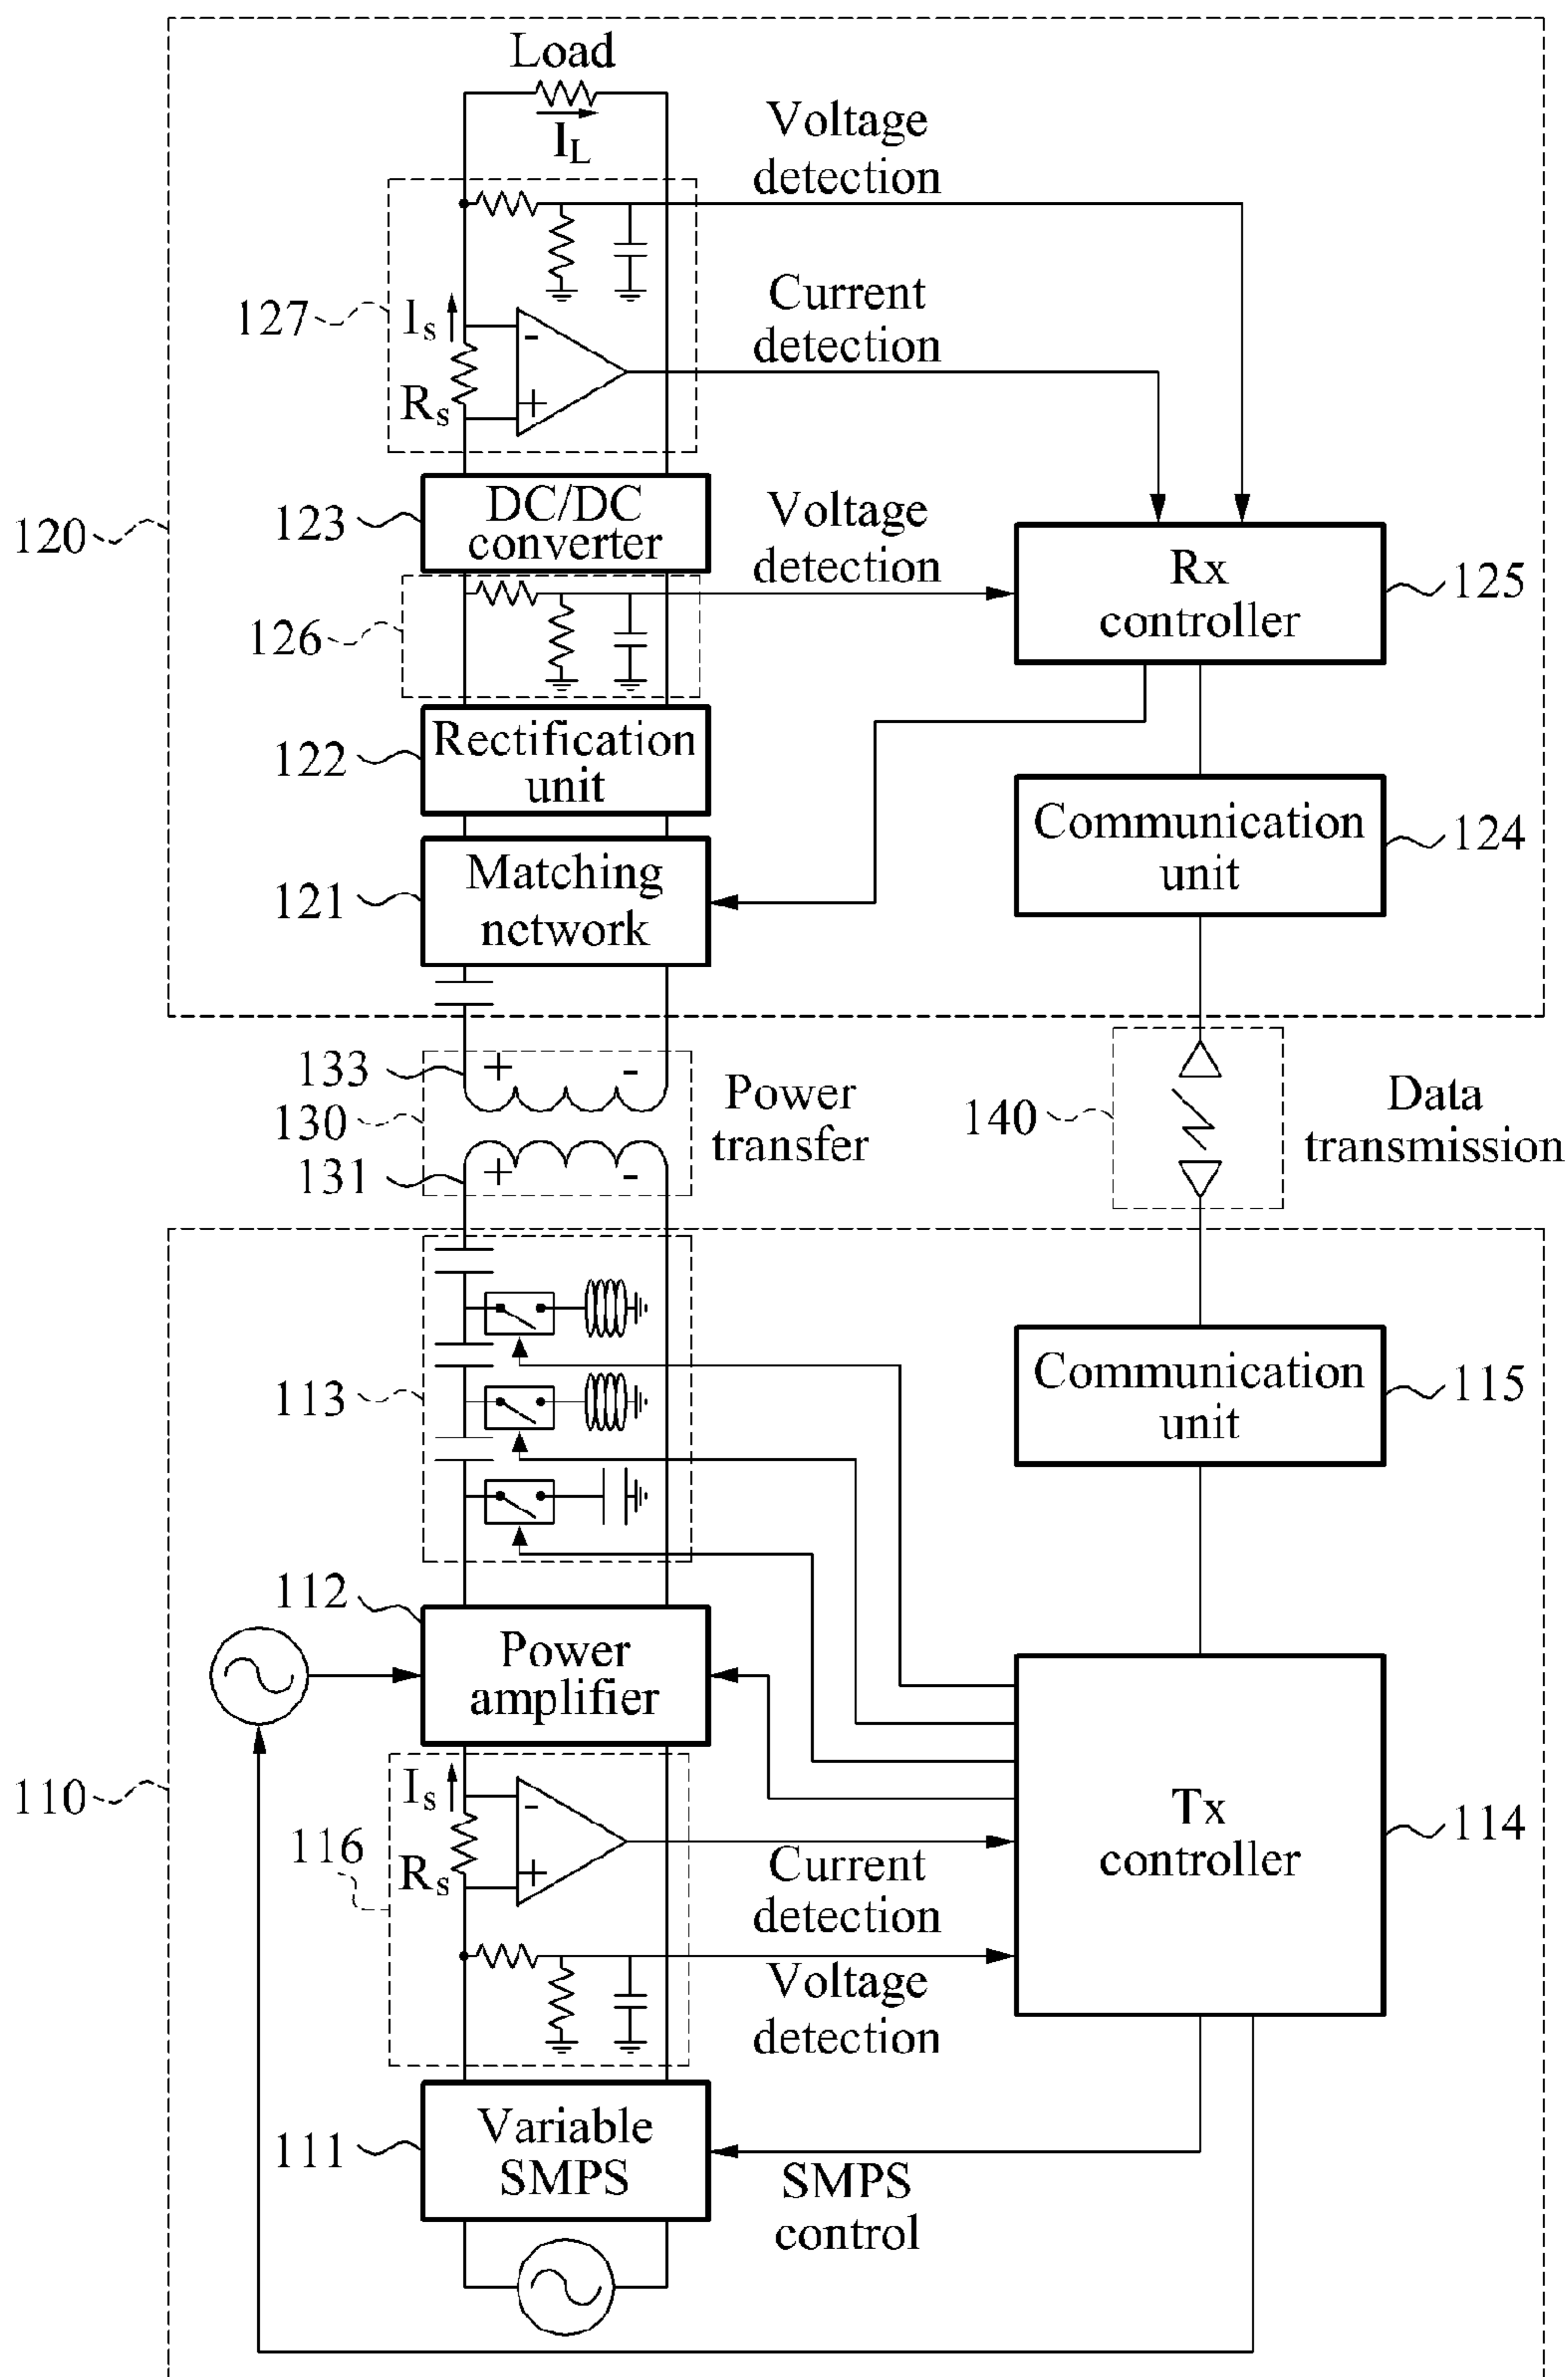 Load
I_L
Voltage
detection
127
I_s
-
Current
detection
R_s
+
120
123
DC/DC
converter
Voltage
detection
Rx
controller
125
126
122
Rectification
unit
Communication
unit
124
121
Matching
network
133
+ -
130
Power
transfer
140
Data
transmission
131
+ -
113
Communication
unit
115
112
Power
amplifier
110
I_s
-
116
R_s
+
Current
detection
Tx
controller
114
Voltage
detection
111
Variable
SMPS
SMPS
control